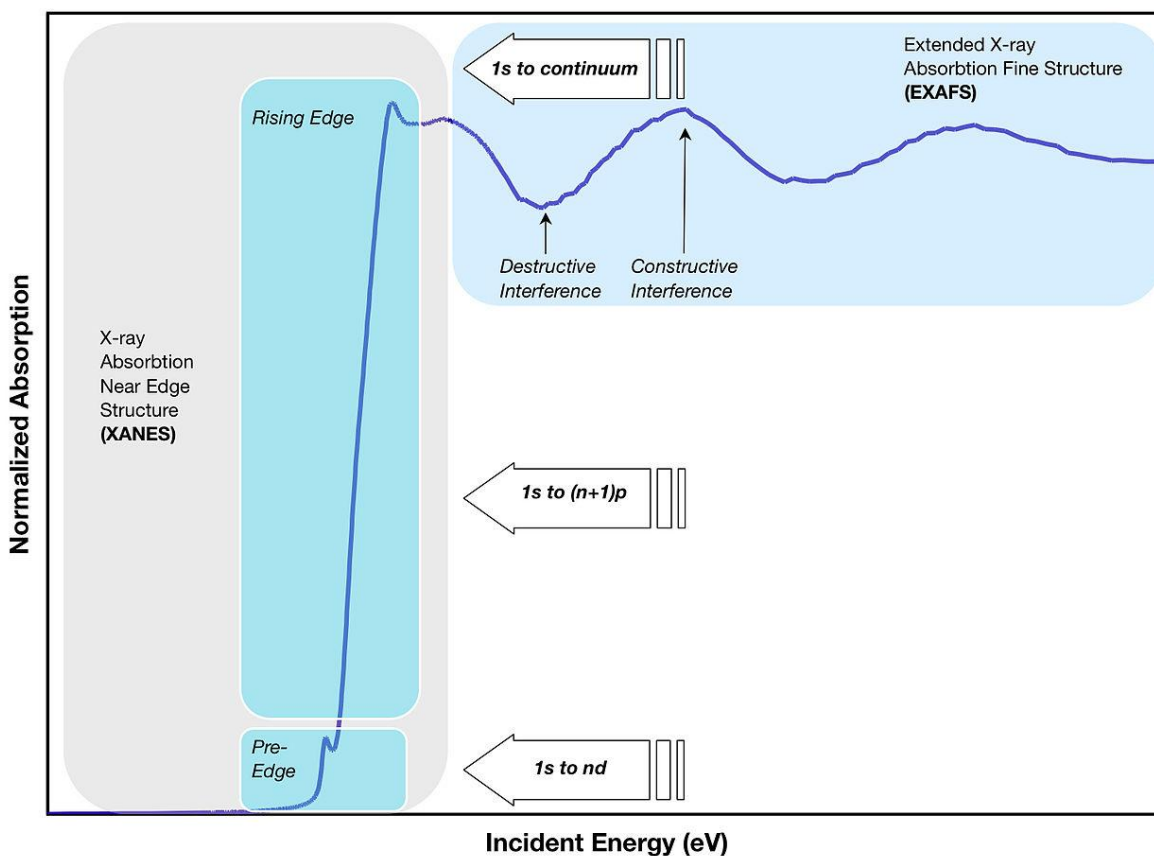 1s to continuum
Extended X-ray
Absorbtion Fine Structure
(EXAFS)
Rising Edge
Destructive
Interference
Constructive
Interference
X-ray
Absorbtion
Near Edge
Structure
(XANES)
1s to (n+1)p
Pre-
Edge
1s to nd
Normalized Absorption
Incident Energy (eV)